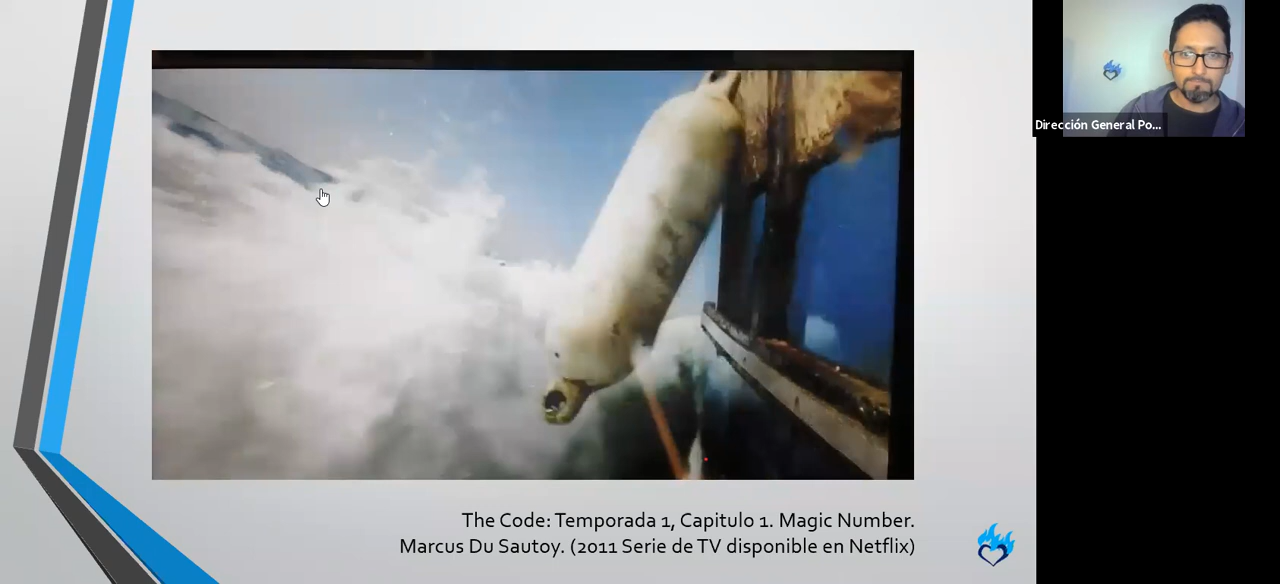 Dirección General Po...
The Code: Temporada 1, Capitulo 1. Magic Number.
Marcus Du Sautoy. (2011 Serie de TV disponible en Netflix)